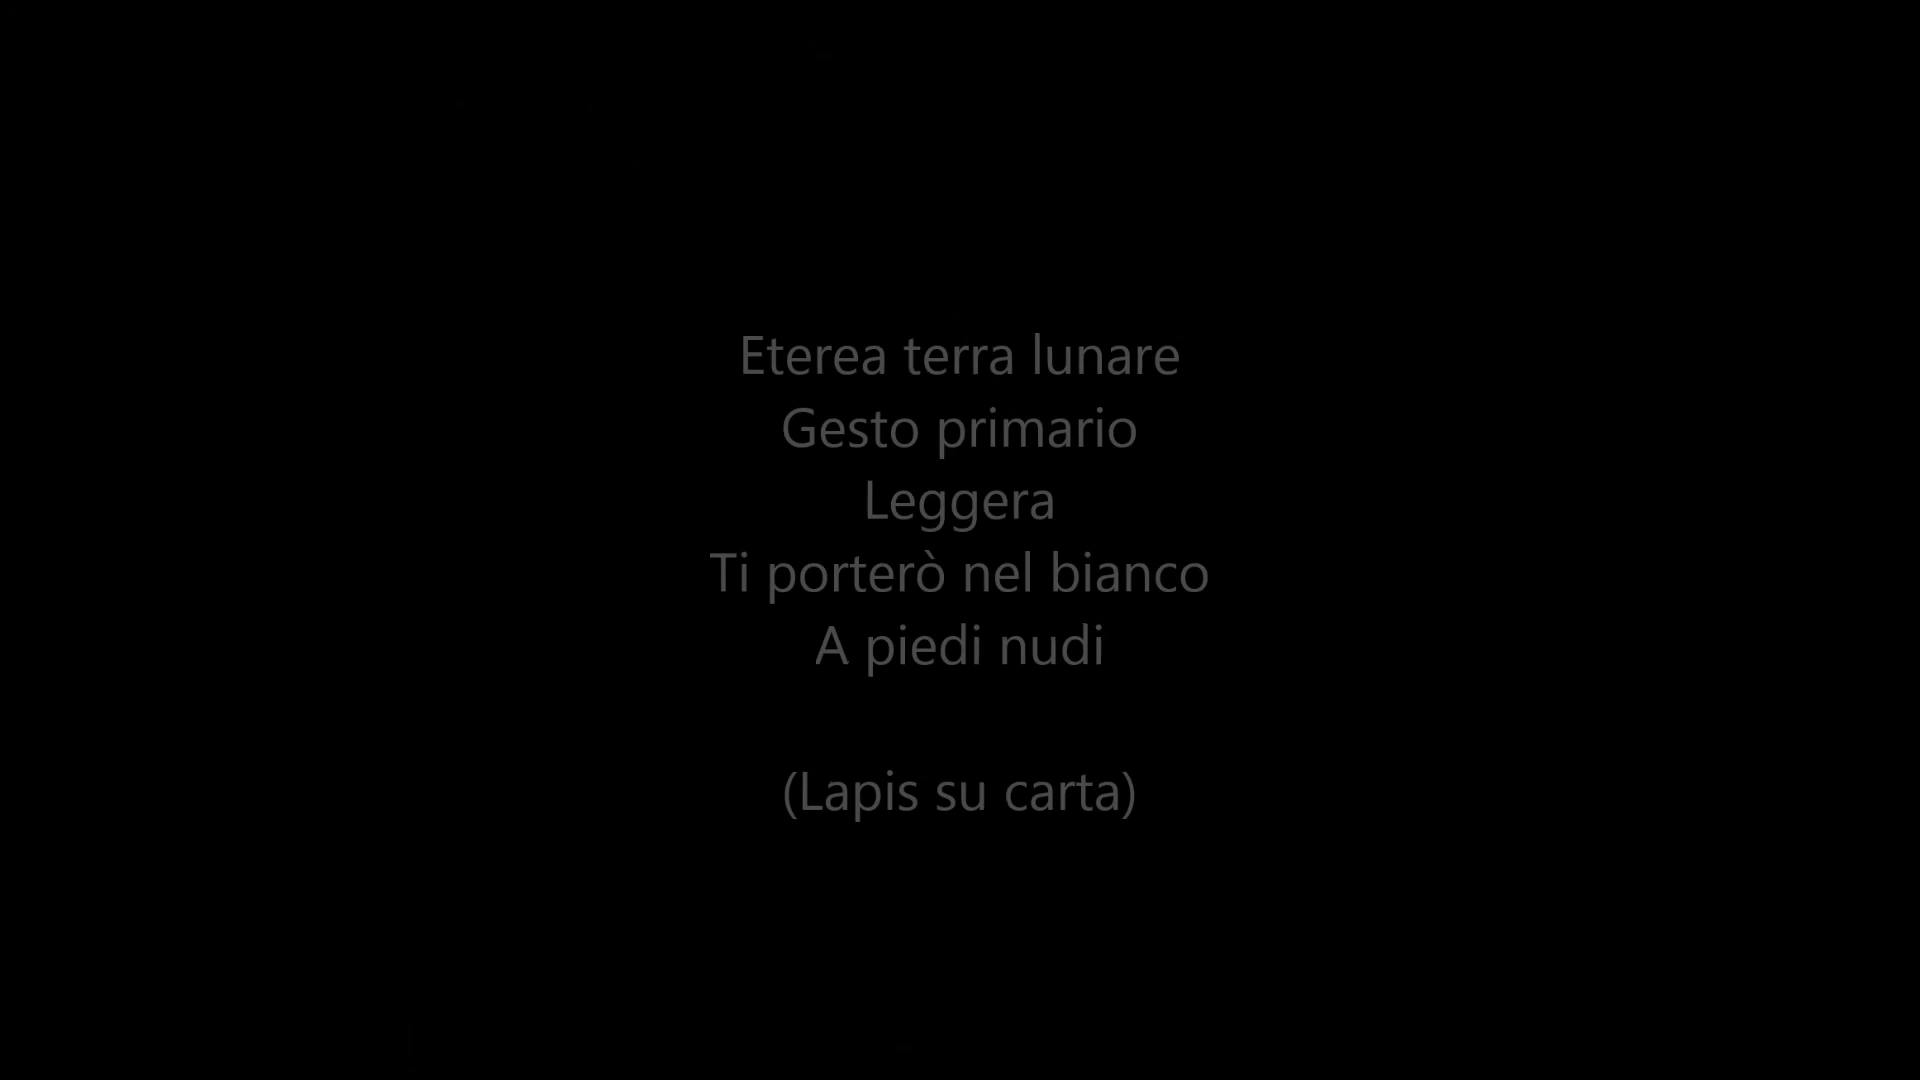 Eterea terra lunare
Gesto primario
Leggera
Ti porterò nel bianco
A piedi nudi
(Lapis su carta)